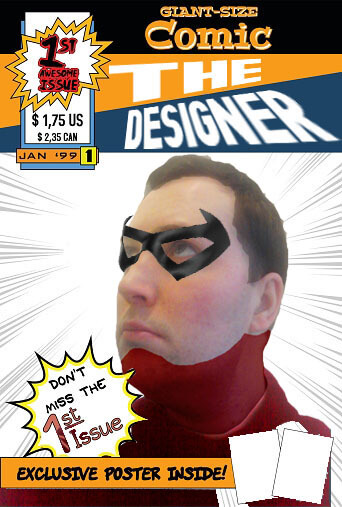 GIANT-SIZE
Comic
1ST
AWESOME
ISSUE
THE
DESIGNER
$ 1,75 US
$ 2,35 CAN
JAN '99 1
DON'T
MISS THE
1st
Issue
EXCLUSIVE POSTER INSIDE!